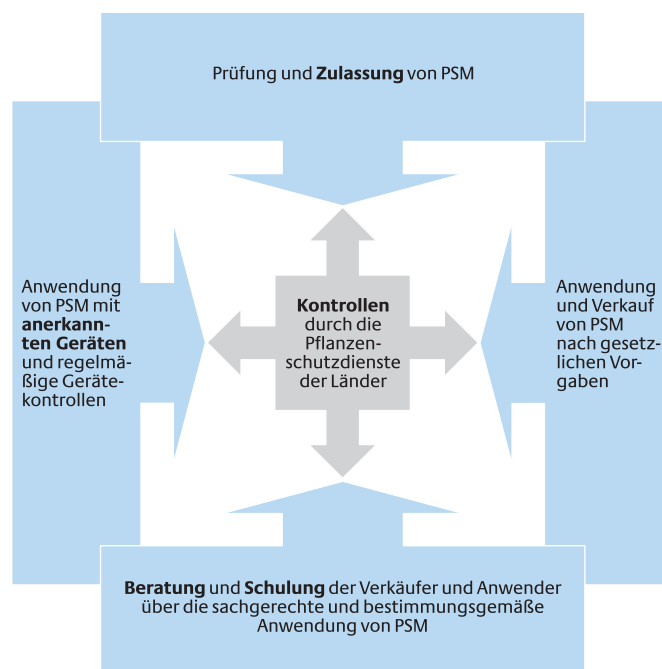 Prüfung und Zulassung von PSM
Anwendung
von PSM mit
anerkann-
ten Geräten
und regelmä-
ßige Geräte-
kontrollen
Kontrollen
durch die
Pflanzen-
schutzdienste
der Länder
Anwendung
und Verkauf
von PSM
nach gesetz-
lichen Vor-
gaben
Beratung und Schulung der Verkäufer und Anwender
über die sachgerechte und bestimmungsgemäße
Anwendung von PSM